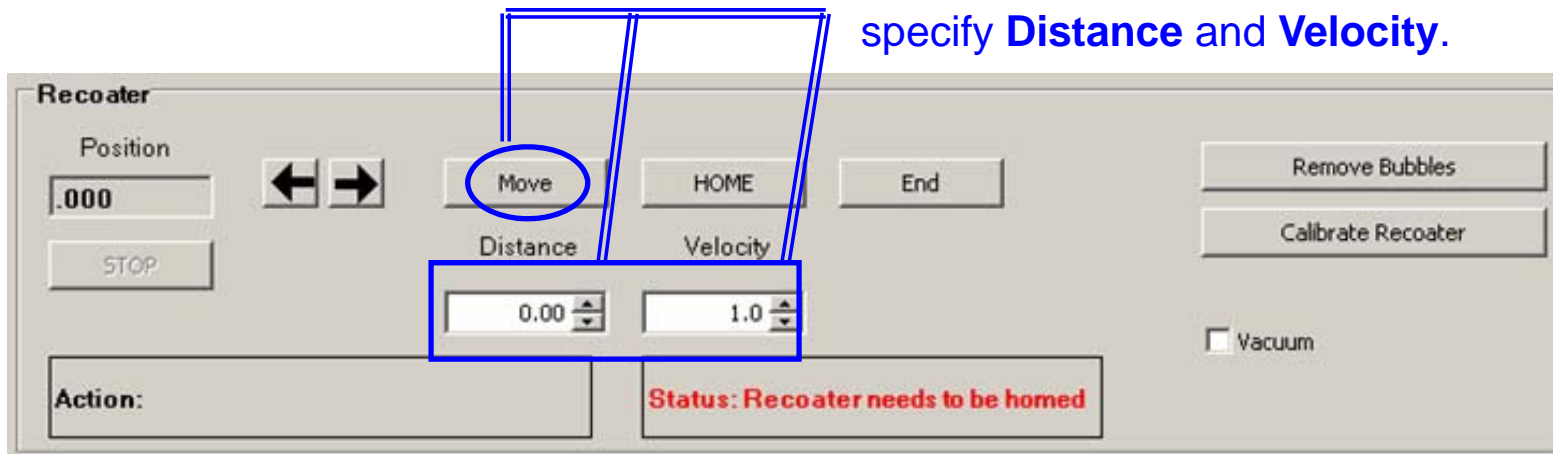 specify Distance and Velocity.
Recoater
Position
.000
Move
HOME
End
Remove Bubbles
STOP
Distance
Velocity
Calibrate Recoater
0.00
1.0
Vacuum
Action:
Status: Recoater needs to be homed